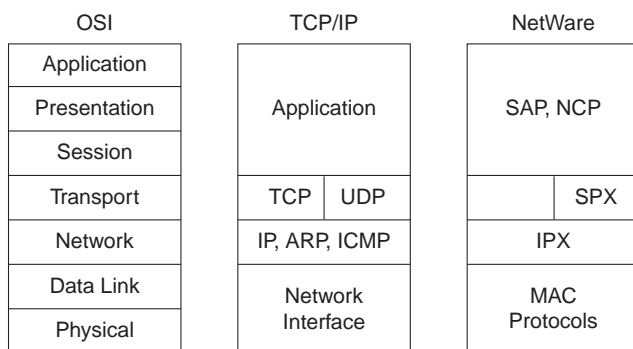 OSI
TCP/IP
NetWare
Application
Presentation
Session
Transport
Network
Data Link
Physical
Application
TCP
UDP
IP, ARP, ICMP
Network
Interface
SAP, NCP
SPX
IPX
MAC
Protocols